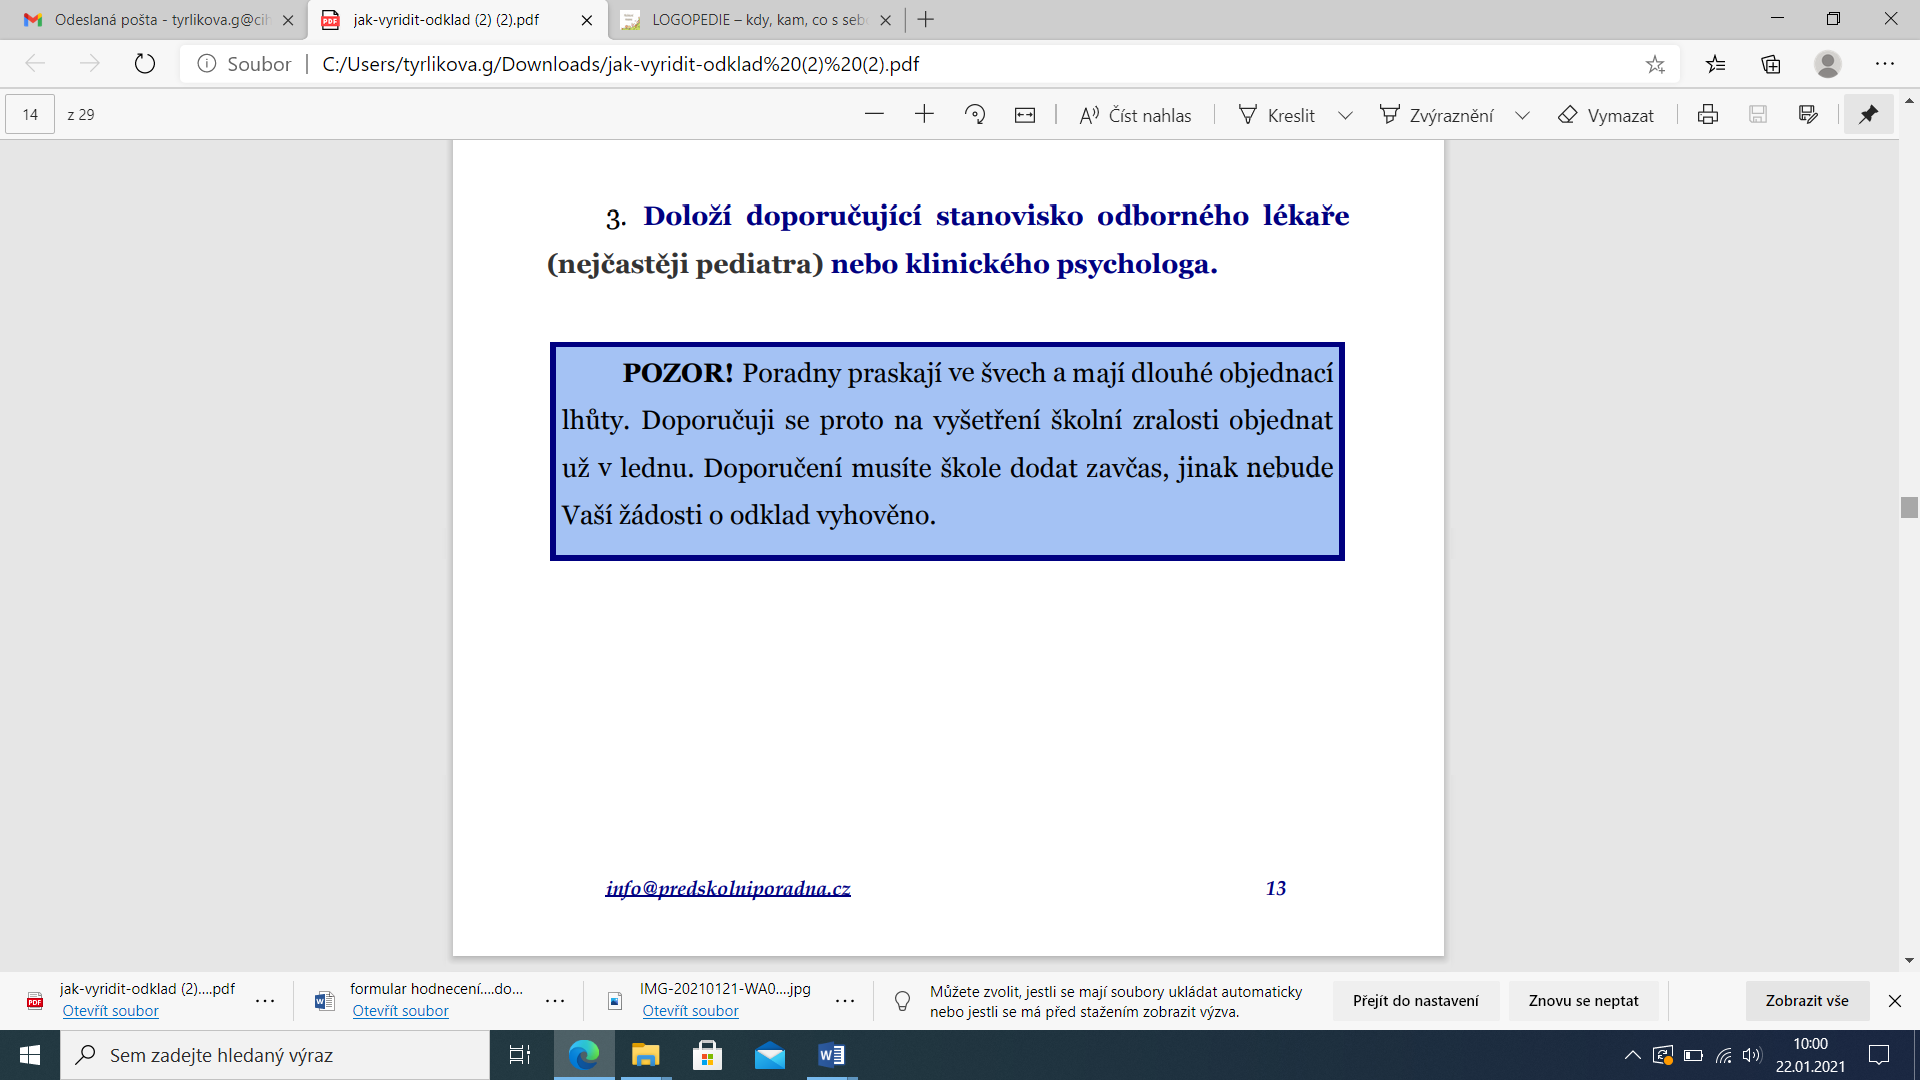 Odeslaná pošta - tyrlikova.g@cih
jak-vyridit-odklad (2) (2).pdf
LOGOPEDIE – kdy, kam, co s seb
Soubor
C:/Users/tyrlikova.g/Downloads/jak-vyridit-odklad%20(2)%20(2).pdf
14 z 29
Číst nahlas
Kreslit
Zvýraznění
Vymazat
3. Doloží doporučující stanovisko odborného lékaře
(nejčastěji pediatra) nebo klinického psychologa.
POZOR! Poradny praskají ve švech a mají dlouhé objednací
lhůty. Doporučuji se proto na vyšetření školní zralosti objednat
už v lednu. Doporučení musíte škole dodat zavčas, jinak nebude
Vaší žádosti o odklad vyhověno.
info@predskolniporadna.cz 13
jak-vyridit-odklad (2)....pdf
Otevřít soubor
formular hodnecení....do...
Otevřít soubor
IMG-20210121-WA0....jpg
Otevřít soubor
Můžete zvolit, jestli se mají soubory ukládat automaticky
nebo jestli se má před stažením zobrazit výzva.
Přejít do nastavení
Znovu se neptat
Zobrazit vše
Sem zadejte hledaný výraz
10:00
22.01.2021